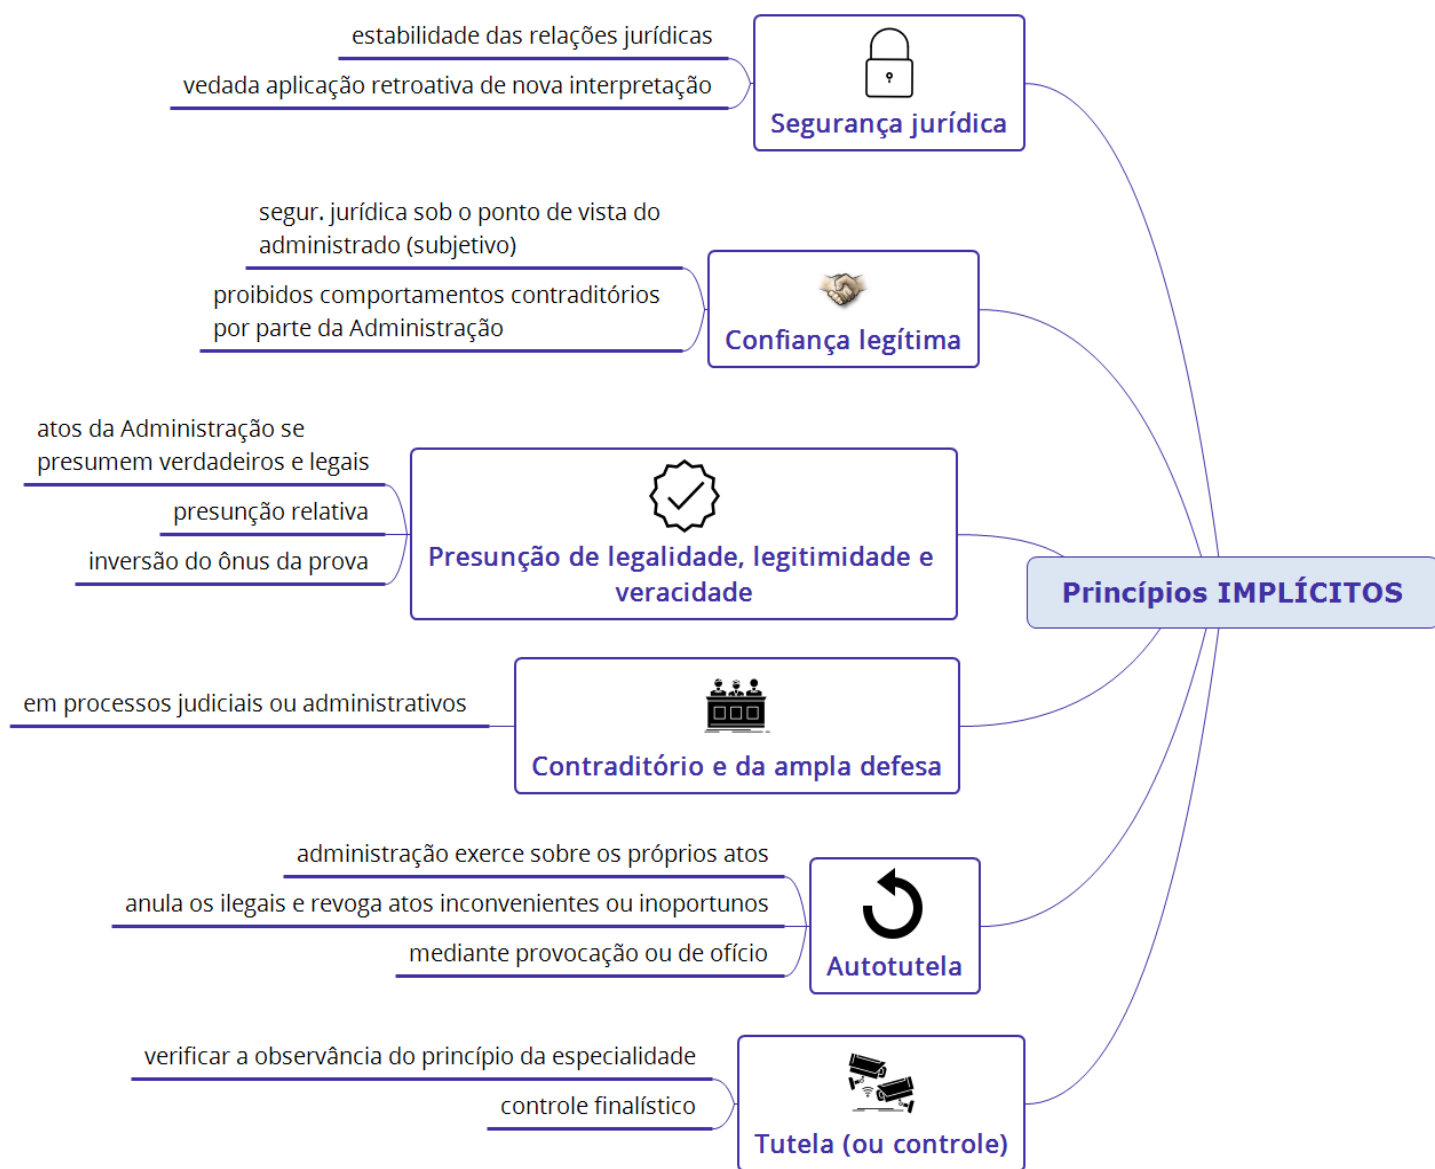 estabilidade das relações jurídicas
vedada aplicação retroativa de nova interpretação
Segurança jurídica
segur. jurídica sob o ponto de vista do
administrado (subjetivo)
proibidos comportamentos contraditórios
por parte da Administração
Confiança legítima
atos da Administração se
presumem verdadeiros e legais
presunção relativa
inversão do ônus da prova
Presunção de legalidade, legitimidade e
veracidade
Princípios IMPLÍCITOS
em processos judiciais ou administrativos
Contraditório e da ampla defesa
administração exerce sobre os próprios atos
anula os ilegais e revoga atos inconvenientes ou inoportunos
mediante provocação ou de ofício
Autotutela
verificar a observância do princípio da especialidade
controle finalístico
Tutela (ou controle)